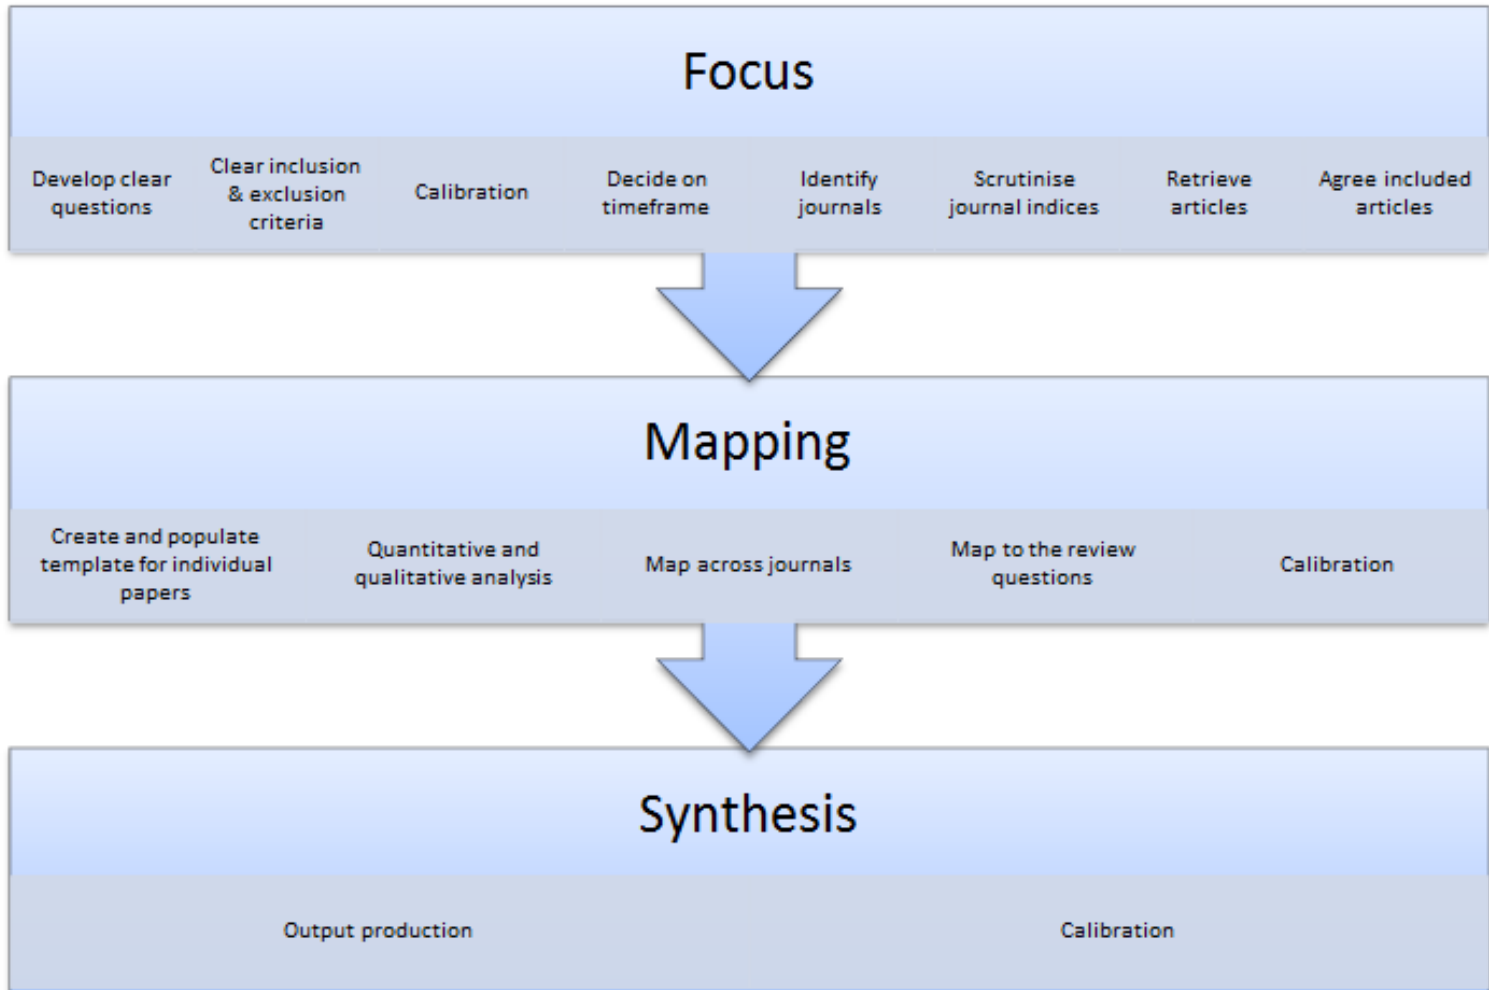 Focus
Develop clear
questions
Clear inclusion
& exclusion
criteria
Calibration
Decide on
timeframe
Identify
journals
Scrutinise
journal indices
Retrieve
articles
Agree included
articles
Mapping
Create and populate
template for individual
papers
Quantitative and
qualitative analysis
Map across journals
Map to the review
questions
Calibration
Synthesis
Output production
Calibration